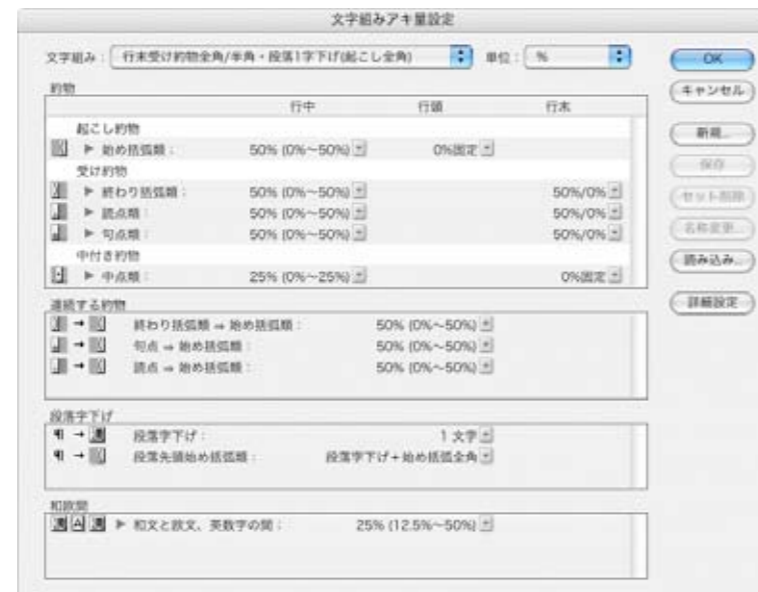 文字組みアキ量設定
文字組み： 行末受け約物全角/半角・段落1字下げ(起こし全角) 単位： %
OK
キャンセル
新規...
保存
セット削除
名称変更...
読み込み...
詳細設定
約物
行中 行頭 行末
起こし約物
始め括弧類： 50% (0%～50%) 0%固定
受け約物
終わり括弧類： 50% (0%～50%) 50%/0%
読点類： 50% (0%～50%) 50%/0%
句点類： 50% (0%～50%) 50%/0%
中付き約物
中点類： 25% (0%～25%) 0%固定
連続する約物
終わり括弧類 ⇒ 始め括弧類： 50% (0%～50%)
句点 ⇒ 始め括弧類： 50% (0%～50%)
読点 ⇒ 始め括弧類： 50% (0%～50%)
段落字下げ
段落字下げ： 1 文字
段落先頭始め括弧類： 段落字下げ+始め括弧全角
和欧間
和文と欧文、英数字の間： 25% (12.5%～50%)